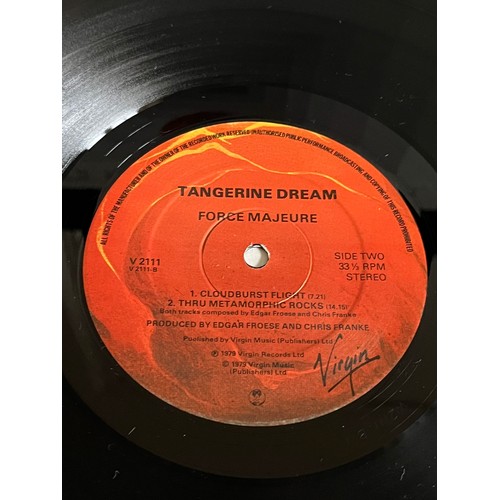 ALL RIGHTS OF THE MANUFACTURER AND OF THE OWNER OF THE RECORDED WORK RESERVED UNAUTHORISED PUBLIC PERFORMANCE BROADCASTING AND COPYING OF THIS RECORD PROHIBITED
TANGERINE DREAM
FORCE MAJEURE
V 2111
V 2111-B
SIDE TWO
33 ⅓ RPM
STEREO
1. CLOUDBURST FLIGHT (7,21)
2. THRU METAMORPHIC ROCKS (14,15)
Both tracks composed by Edgar Froese and Chris Franke
PRODUCED BY EDGAR FROESE AND CHRIS FRANKE
Published by Virgin Music (Publishers) Ltd
℗ 1979 Virgin Records Ltd
© 1979 Virgin Music
(Publishers) Ltd
Virgin